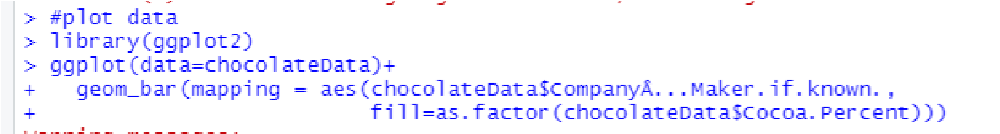 > #plot data
> library(ggplot2)
> ggplot(data=chocolateData)+
+   geom_bar(mapping = aes(chocolateData$CompanyÂ...Maker.if.known.,
+                          fill=as.factor(chocolateData$Cocoa.Percent)))